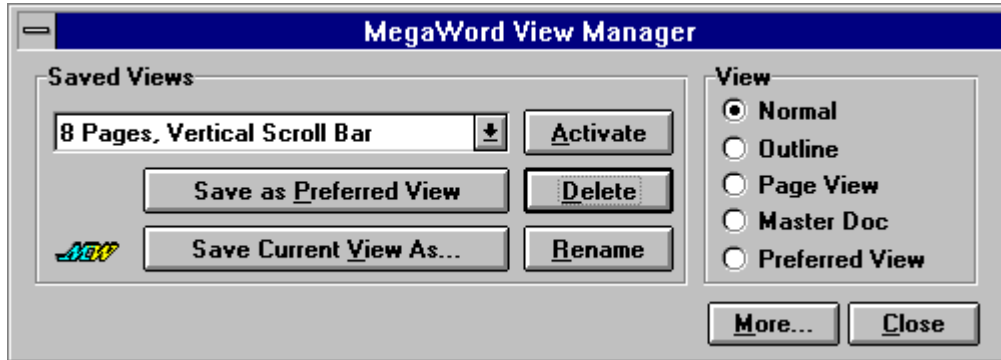 MegaWord View Manager
Saved Views
8 Pages, Vertical Scroll Bar
Activate
Save as Preferred View
Delete
NEW
Save Current View As...
Rename
View
Normal
Outline
Page View
Master Doc
Preferred View
More...
Close